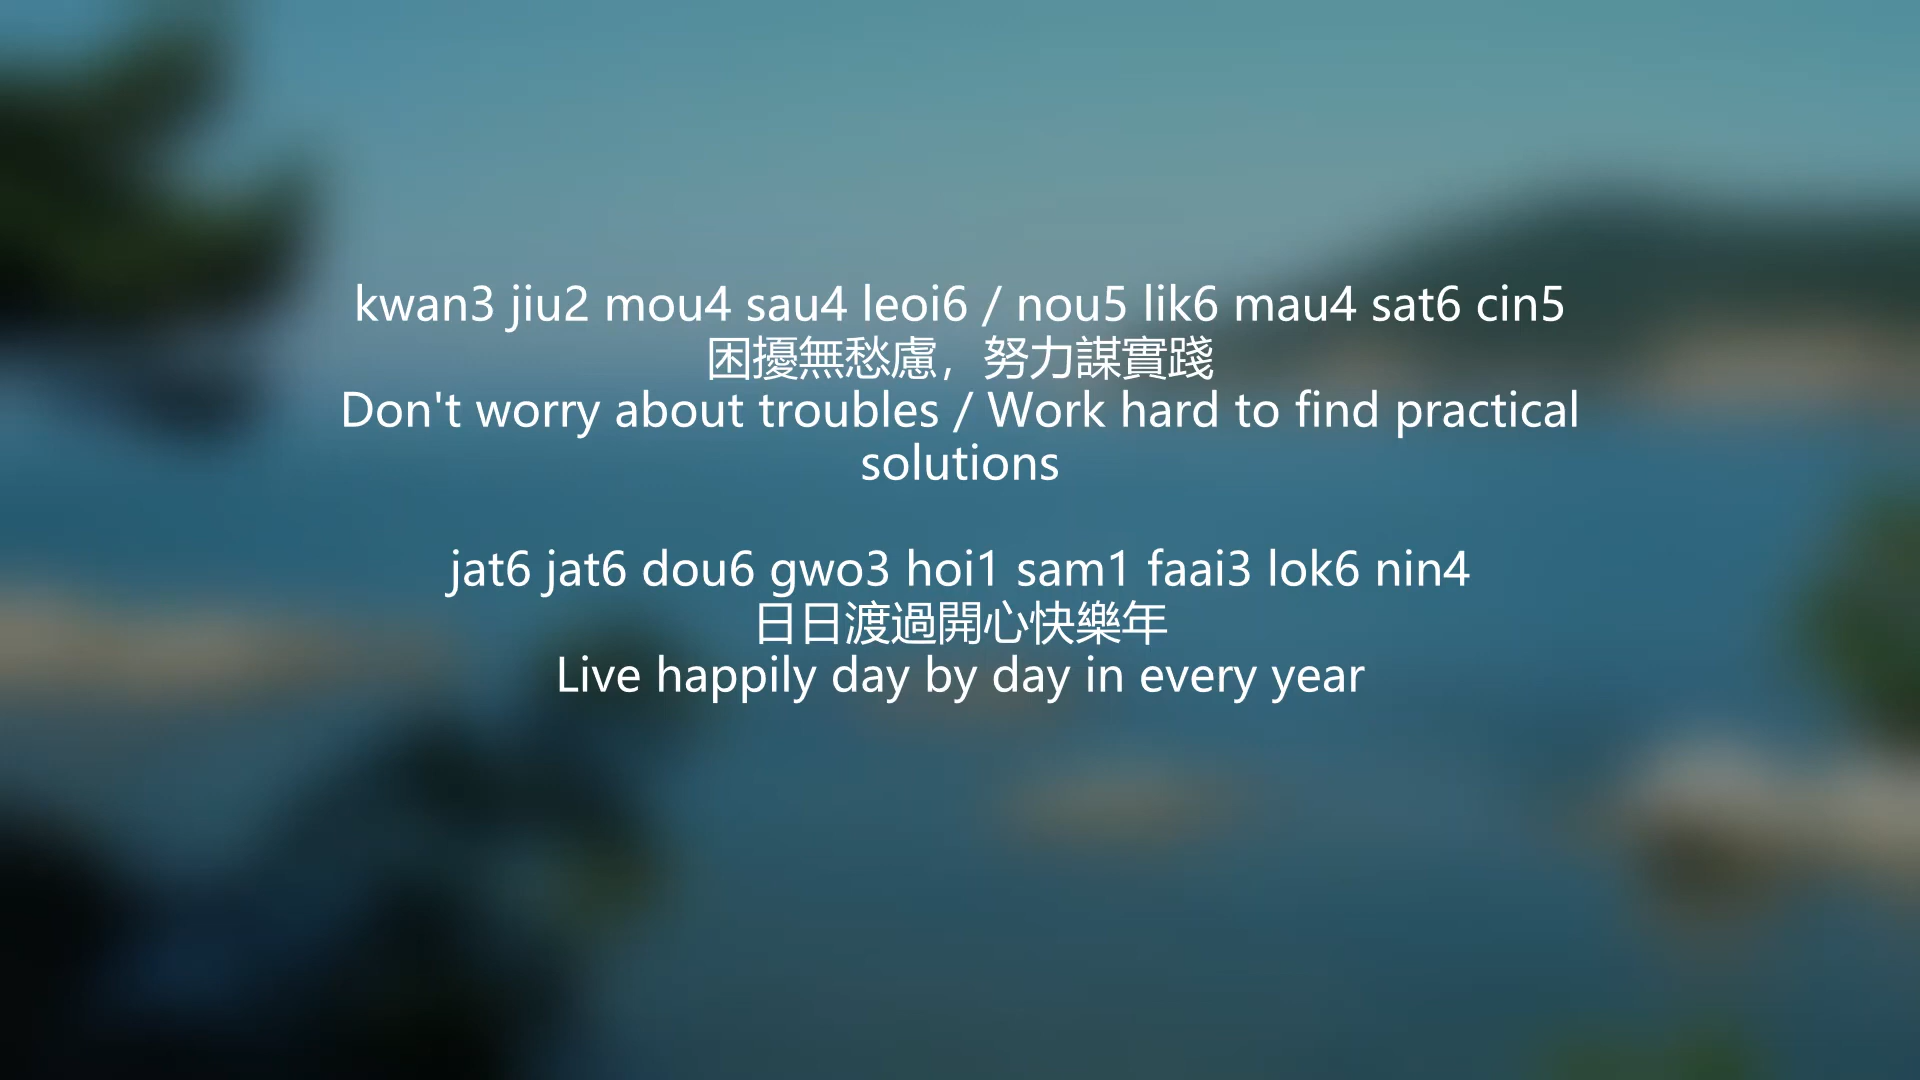 kwan3 jiu2 mou4 sau4 leoi6 / nou5 lik6 mau4 sat6 cin5
困擾無愁慮，努力謀實踐
Don't worry about troubles / Work hard to find practical
solutions
jat6 jat6 dou6 gwo3 hoi1 sam1 faai3 lok6 nin4
日日渡過開心快樂年
Live happily day by day in every year